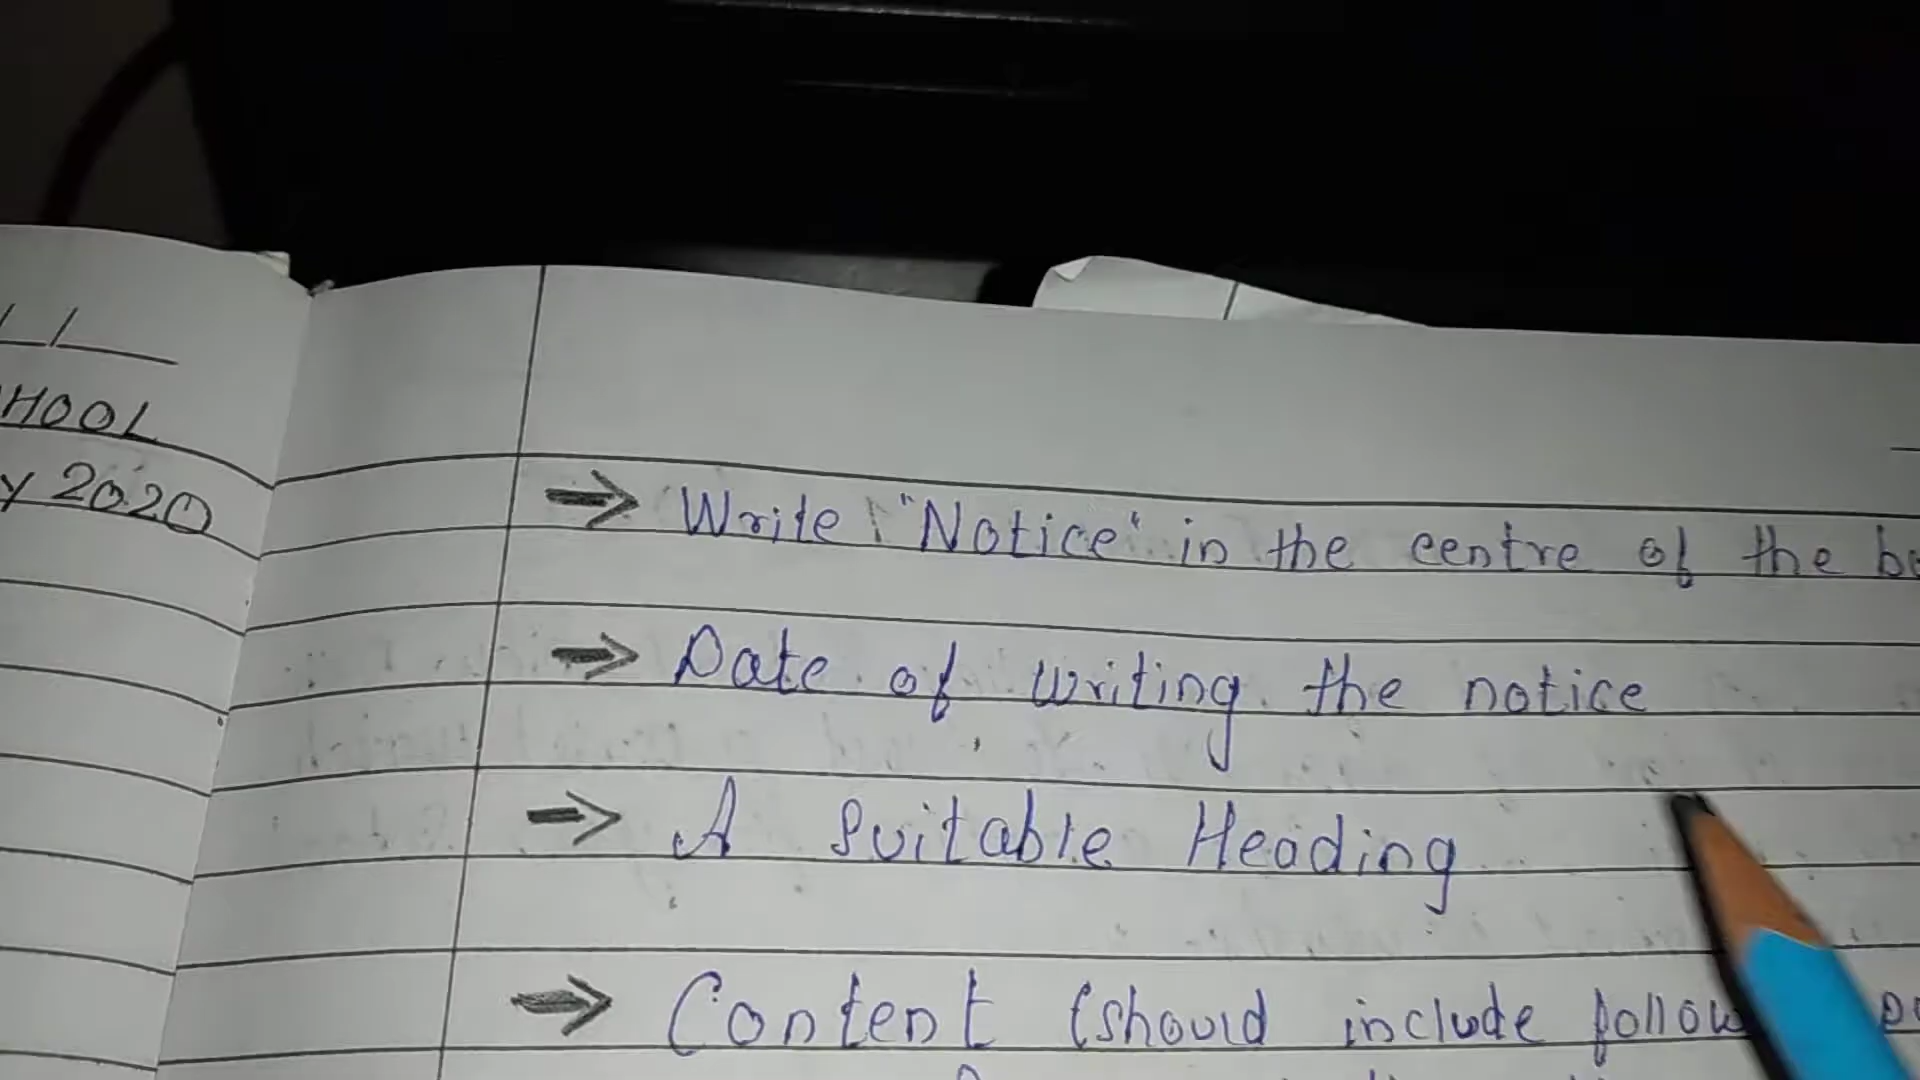 HOOL
Y 2020
→ Write "Notice" in the centre of the
→ Date of writing the notice
→ A Suitable Heading
→ Content (should include